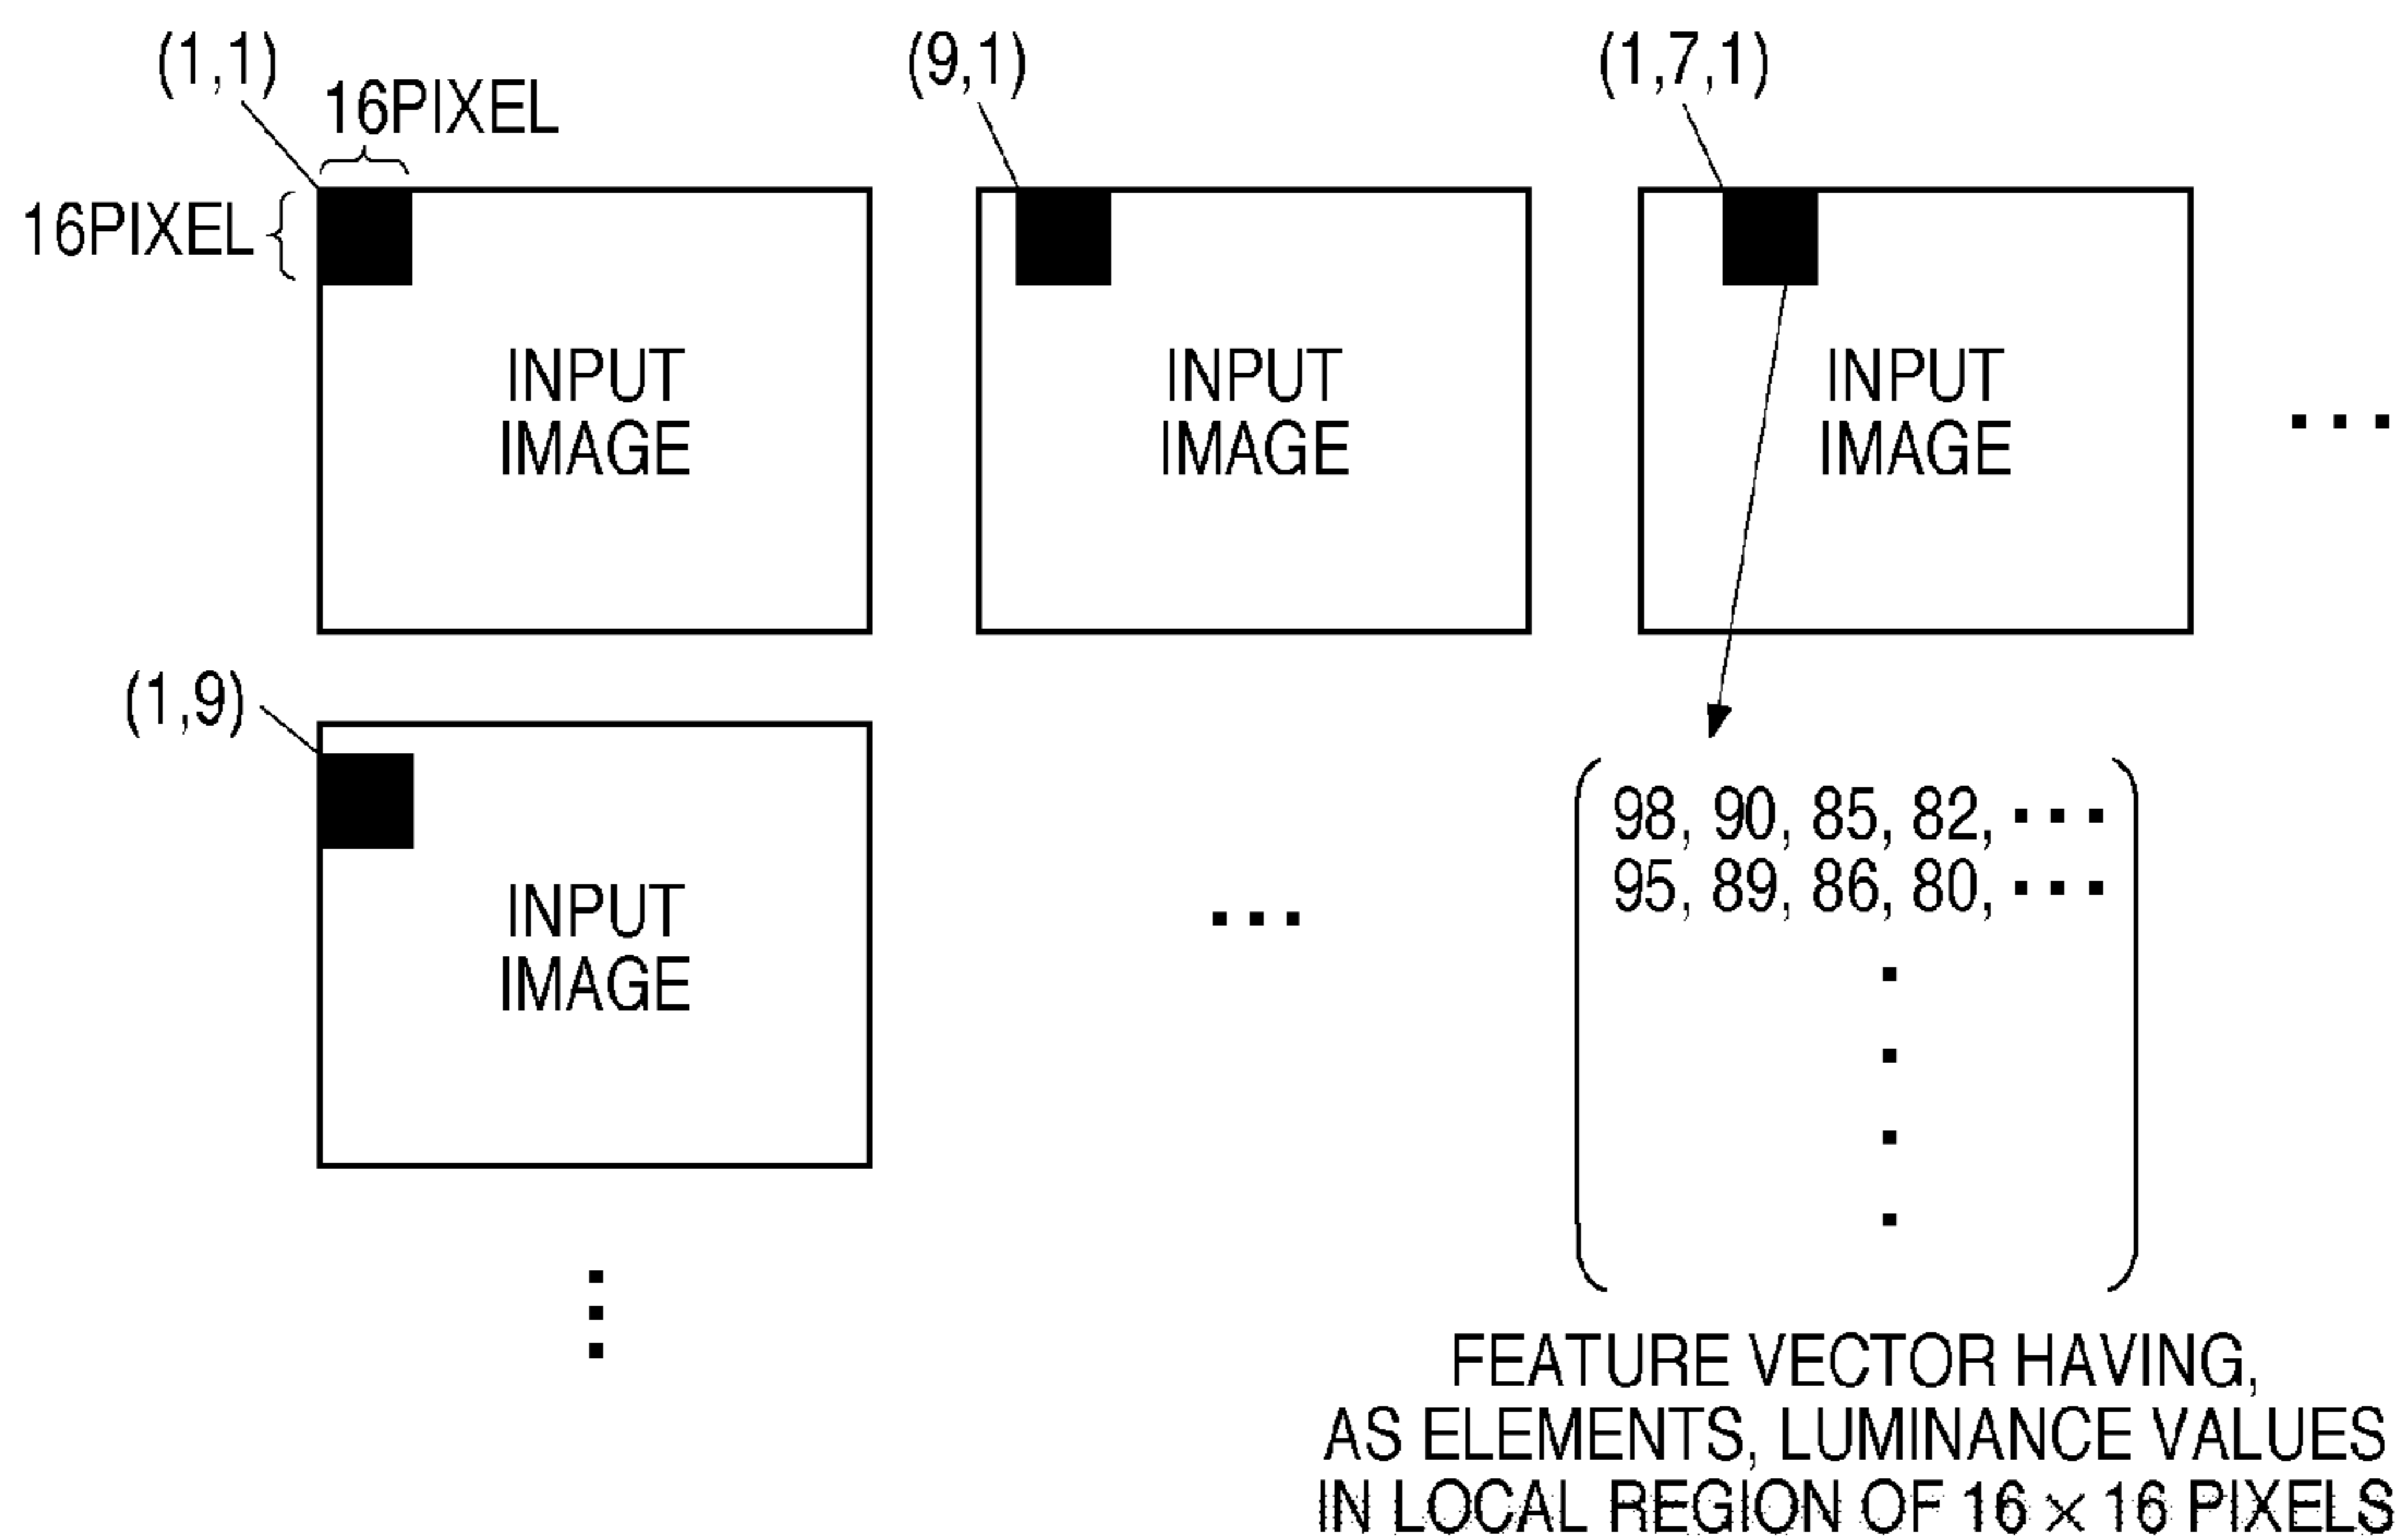 (1,1)
16PIXEL
16PIXEL
INPUT
IMAGE
(9,1)
INPUT
IMAGE
(1,7,1)
INPUT
IMAGE
...
(1,9)
INPUT
IMAGE
...
98, 90, 85, 82, ...
95, 89, 86, 80, ...
FEATURE VECTOR HAVING,
AS ELEMENTS, LUMINANCE VALUES
IN LOCAL REGION OF 16 × 16 PIXELS